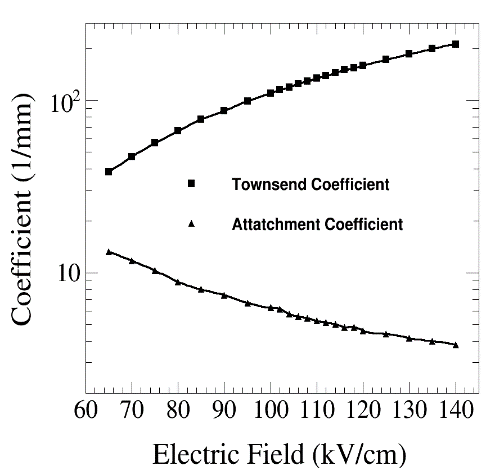 Coefficient (1/mm)
10²
10
Townsend Coefficient
Attatchment Coefficient
60 70 80 90 100 110 120 130 140
Electric Field (kV/cm)